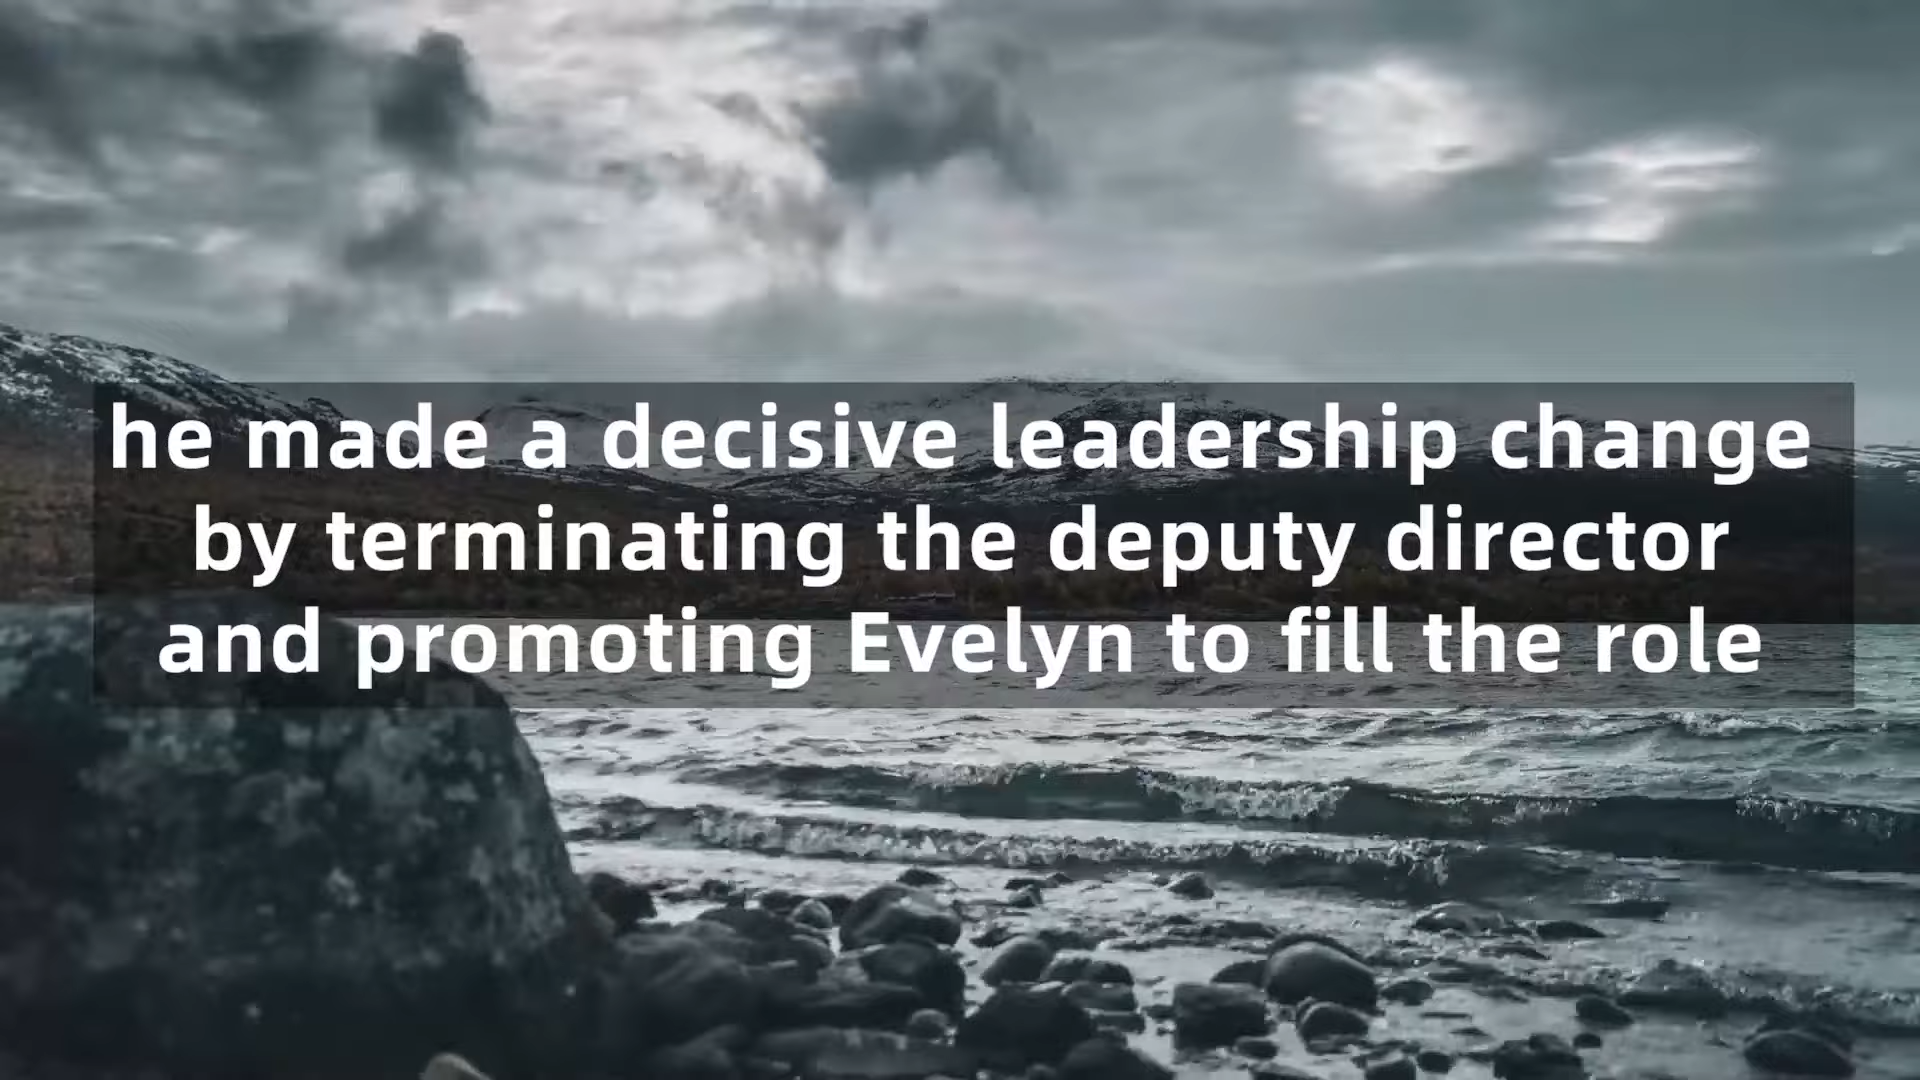 he made a decisive leadership change
by terminating the deputy director
and promoting Evelyn to fill the role